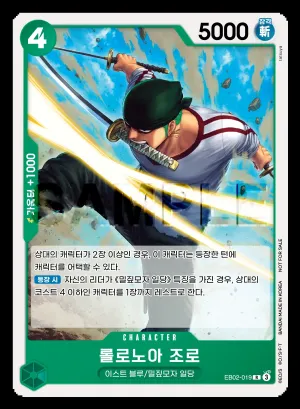 4
5000
참격
斬
카운터 +1000
SAMPLE
상대의 캐릭터가 2장 이상인 경우, 이 캐릭터는 등장한 턴에
캐릭터를 어택할 수 있다.
등장 시 자신의 리더가 《밀짚모자 일당》 특징을 가진 경우, 상대의
코스트 4 이하인 캐릭터를 1장까지 레스트로 한다.
CHARACTER
롤로노아 조로
이스트 블루/밀짚모자 일당
EB02-019 R
3
NOT FOR SALE
BANDAI MADE IN KOREA